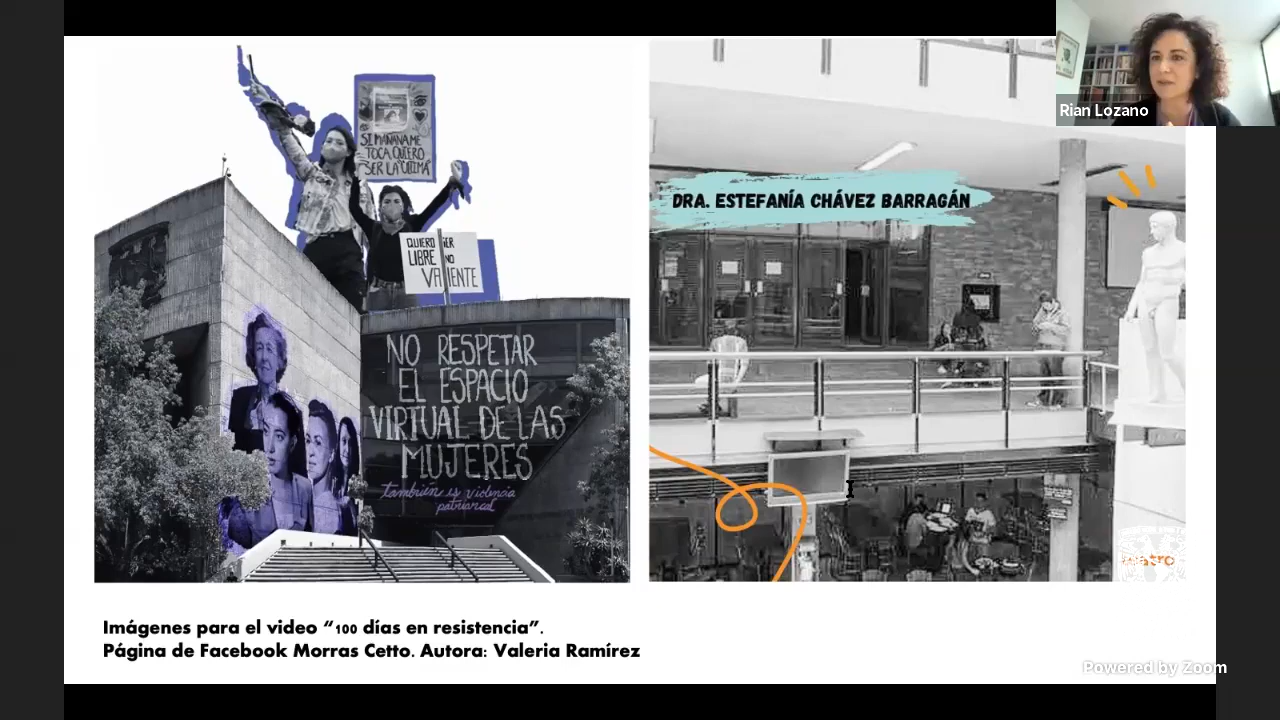 Rian Lozano
SI MAÑANA ME
TOCA, QUIERO
SER LA "ÚLTIMA"
QUIERO SER
LIBRE NO
VALIENTE
NO RESPETAR
EL ESPACIO
VIRTUAL DE LAS
MUJERES
también es violencia
patriarcal
DRA. ESTEFANÍA CHÁVEZ BARRAGÁN
Imágenes para el video “100 días en resistencia”.
Página de Facebook Morras Cetto. Autora: Valeria Ramírez
Powered by Zoom